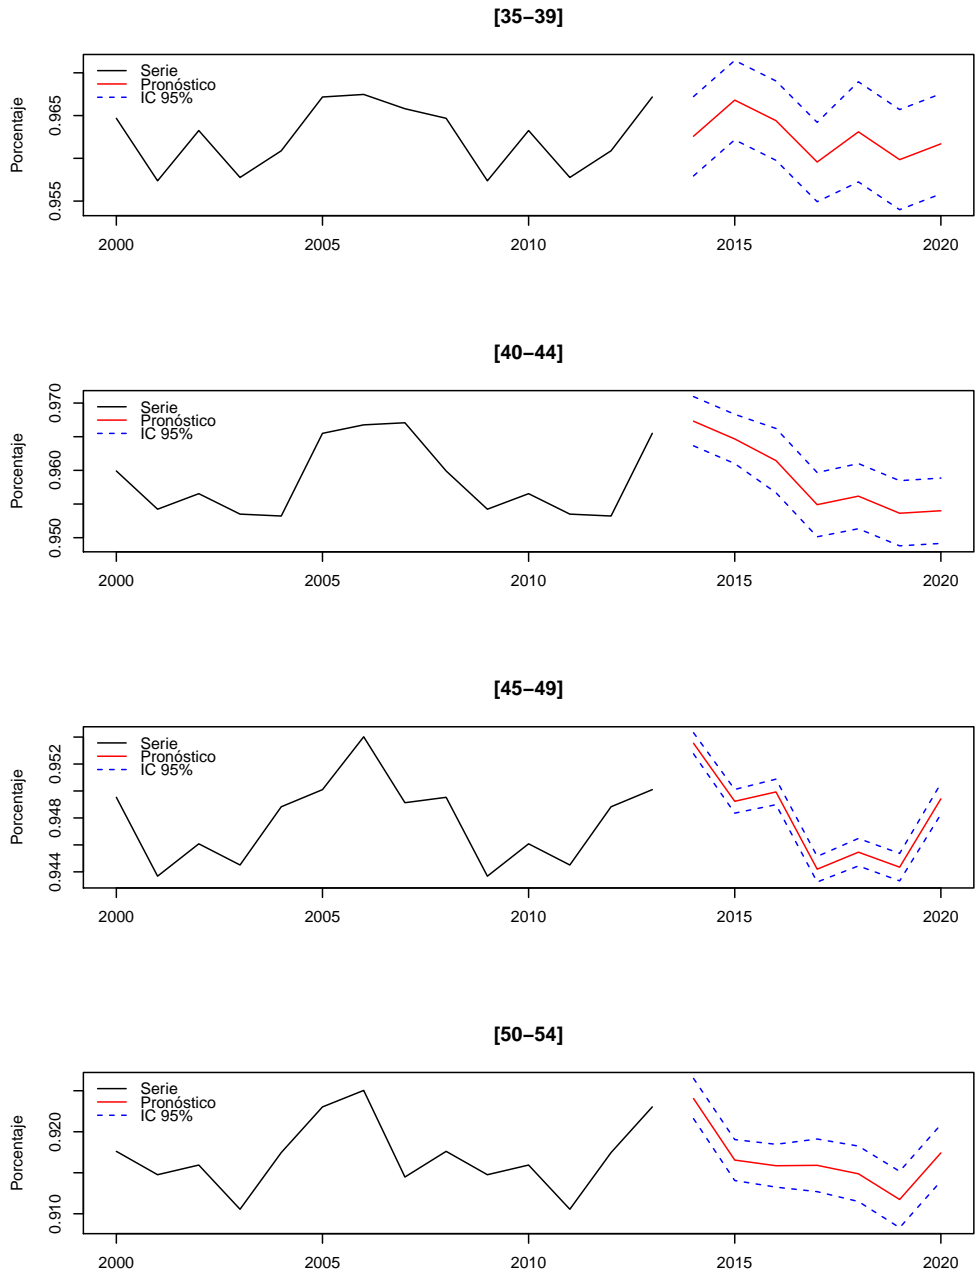 [35–39]
Serie
Pronóstico
IC 95%
Porcentaje
0.965
0.955
2000 2005 2010 2015 2020
[40–44]
Serie
Pronóstico
IC 95%
Porcentaje
0.970
0.960
0.950
2000 2005 2010 2015 2020
[45–49]
Serie
Pronóstico
IC 95%
Porcentaje
0.952
0.948
0.944
2000 2005 2010 2015 2020
[50–54]
Serie
Pronóstico
IC 95%
Porcentaje
0.920
0.910
2000 2005 2010 2015 2020